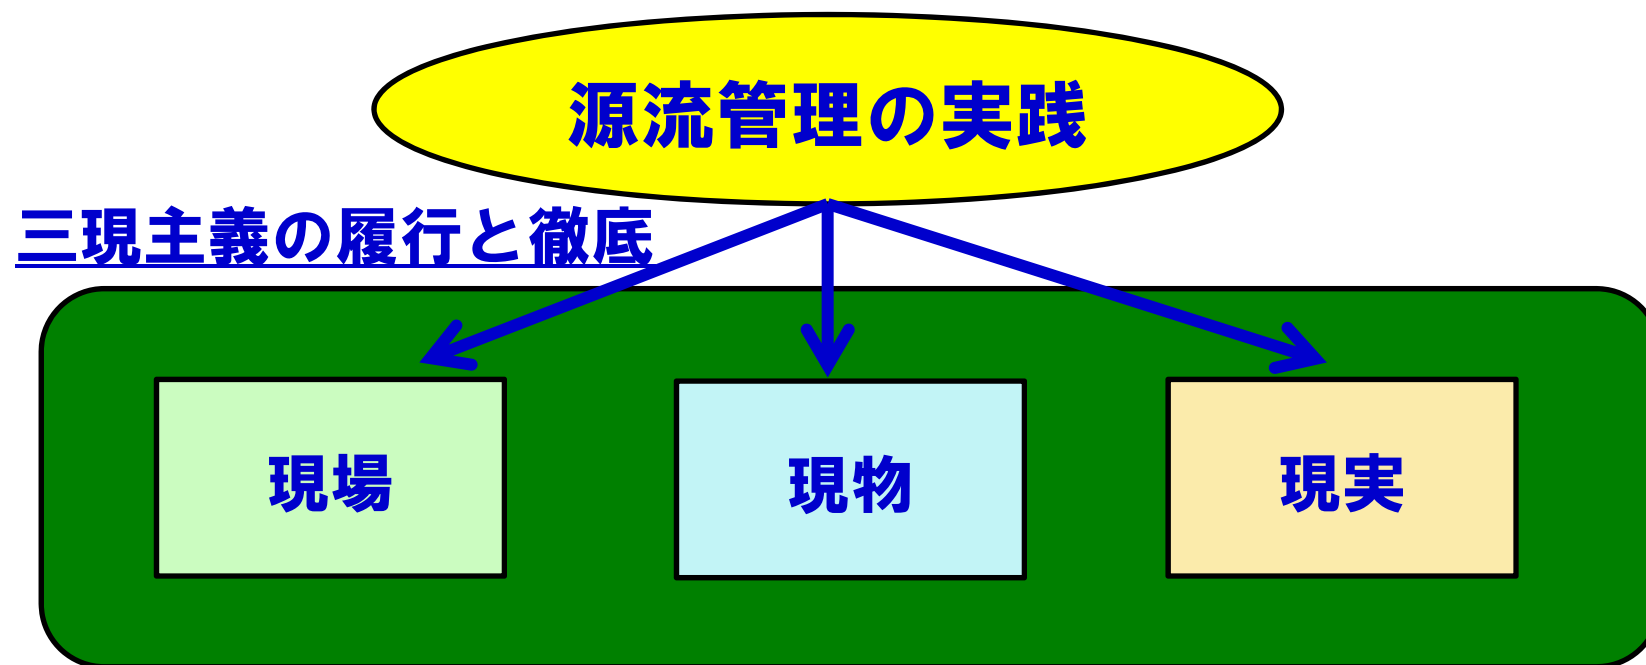 源流管理の実践
三現主義の履行と徹底
現場
現物
現実